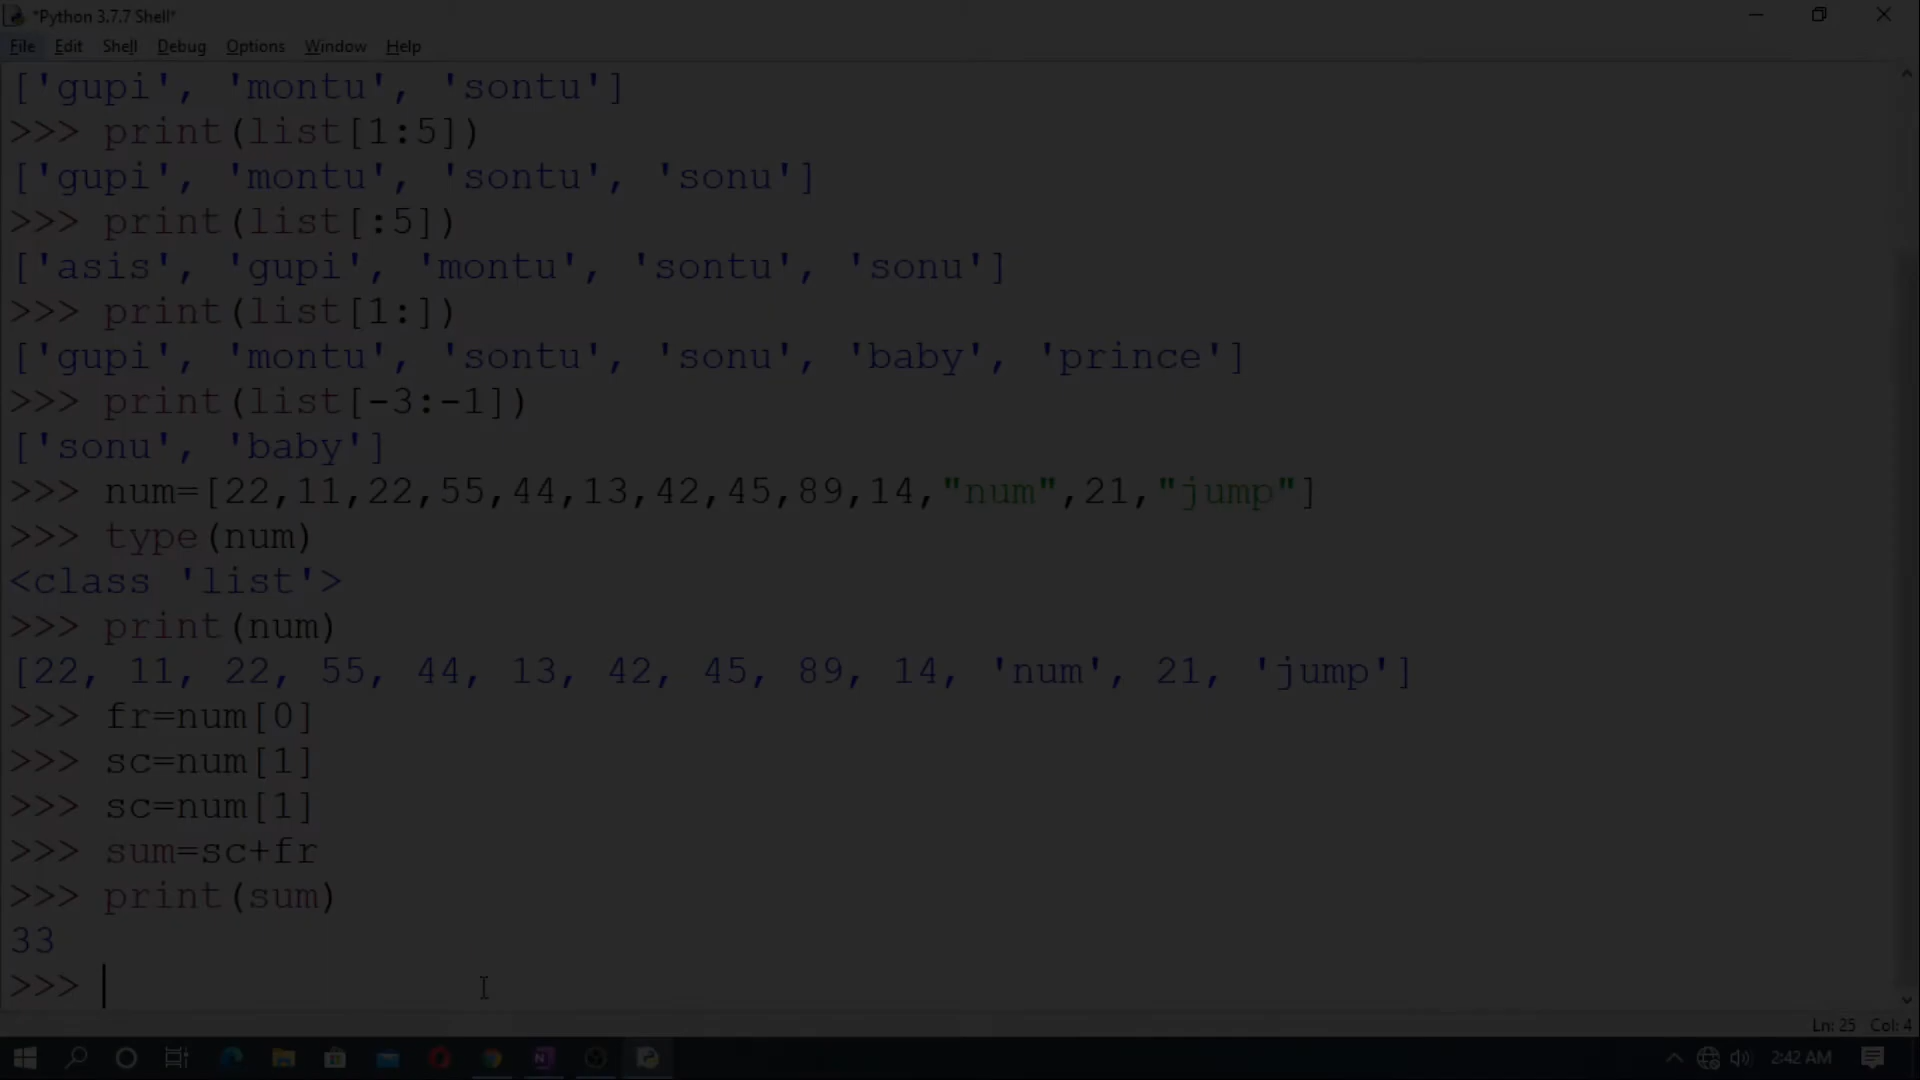 *Python 3.7.7 Shell*
File Edit Shell Debug Options Window Help
['gupi', 'montu', 'sontu']
>>> print(list[1:5])
['gupi', 'montu', 'sontu', 'sonu']
>>> print(list[:5])
['asis', 'gupi', 'montu', 'sontu', 'sonu']
>>> print(list[1:])
['gupi', 'montu', 'sontu', 'sonu', 'baby', 'prince']
>>> print(list[-3:-1])
['sonu', 'baby']
>>> num=[22,11,22,55,44,13,42,45,89,14,"num",21,"jump"]
>>> type(num)
<class 'list'>
>>> print(num)
[22, 11, 22, 55, 44, 13, 42, 45, 89, 14, 'num', 21, 'jump']
>>> fr=num[0]
>>> sc=num[1]
>>> sc=num[1]
>>> sum=sc+fr
>>> print(sum)
33
>>>
Ln: 25 Col: 4
2:42 AM